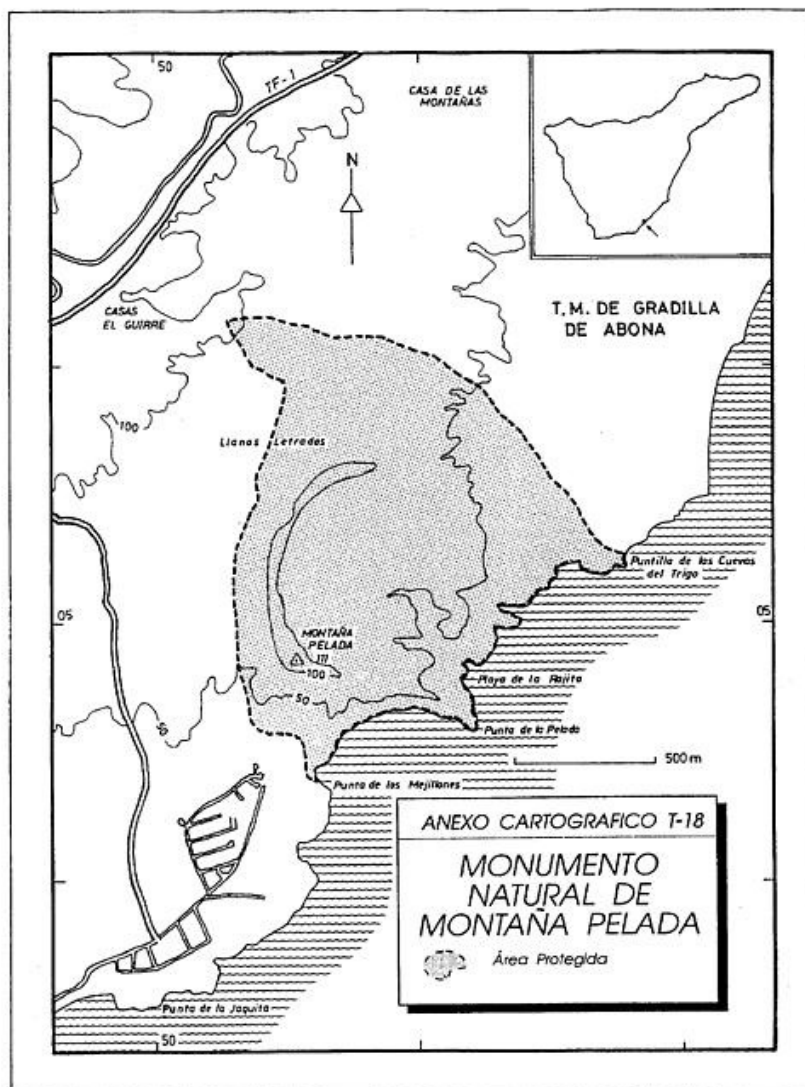 50
TF-1
CASA DE LAS
MONTAÑAS
N
CASAS
EL GUIRRE
T.M. DE GRADILLA
DE ABONA
100
Llanos Letrados
Puntilla de las Cuevas
del Trigo
05
05
MONTAÑA
PELADA
111
100
50
50
Playa de la Rajita
Punta de la Pelada
500 m
Punta de los Mejillones
ANEXO CARTOGRAFICO T-18
MONUMENTO
NATURAL DE
MONTAÑA PELADA
Área Protegida
Punta de la Jaquita
50